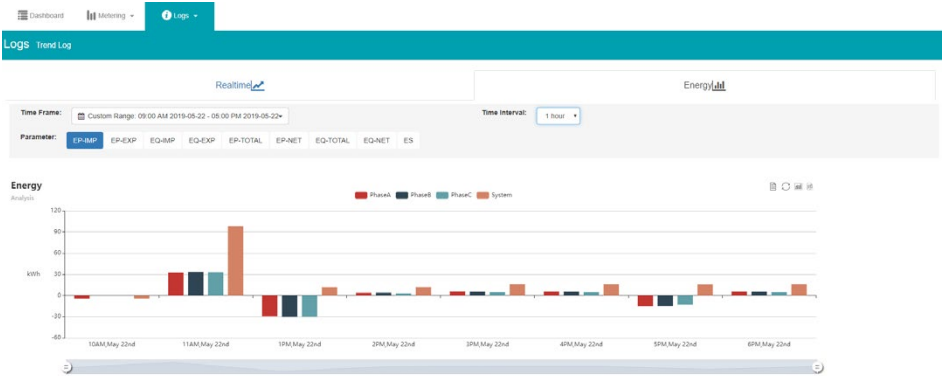 Dashboard Metering Logs
Logs Trend Log
Realtime Energy
Time Frame: Custom Range: 09:00 AM 2019-05-22 - 05:00 PM 2019-05-22 Time Interval: 1 hour
Parameter: EP-IMP EP-EXP EQ-IMP EQ-EXP EP-TOTAL EP-NET EQ-TOTAL EQ-NET ES
Energy
Analysis
PhaseA PhaseB PhaseC System
120
90
60
kWh 30
0
-30
-60
10AM,May 22nd 11AM,May 22nd 1PM,May 22nd 2PM,May 22nd 3PM,May 22nd 4PM,May 22nd 5PM,May 22nd 6PM,May 22nd